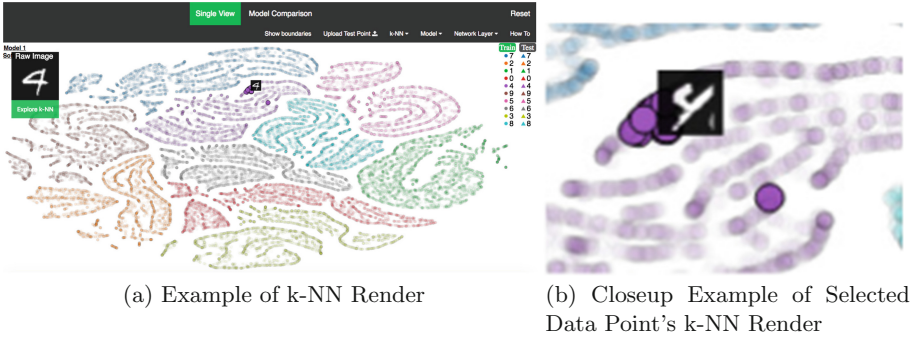 Single View Model Comparison Reset
Show boundaries Upload Test Point k-NN Model Network Layer How To
Model 1
Raw Image
4
Explore k-NN
4
Train Test
7 7
2 2
1 1
0 0
4 4
9 9
5 5
6 6
3 3
8 8
4
(a) Example of k-NN Render
(b) Closeup Example of Selected
Data Point's k-NN Render